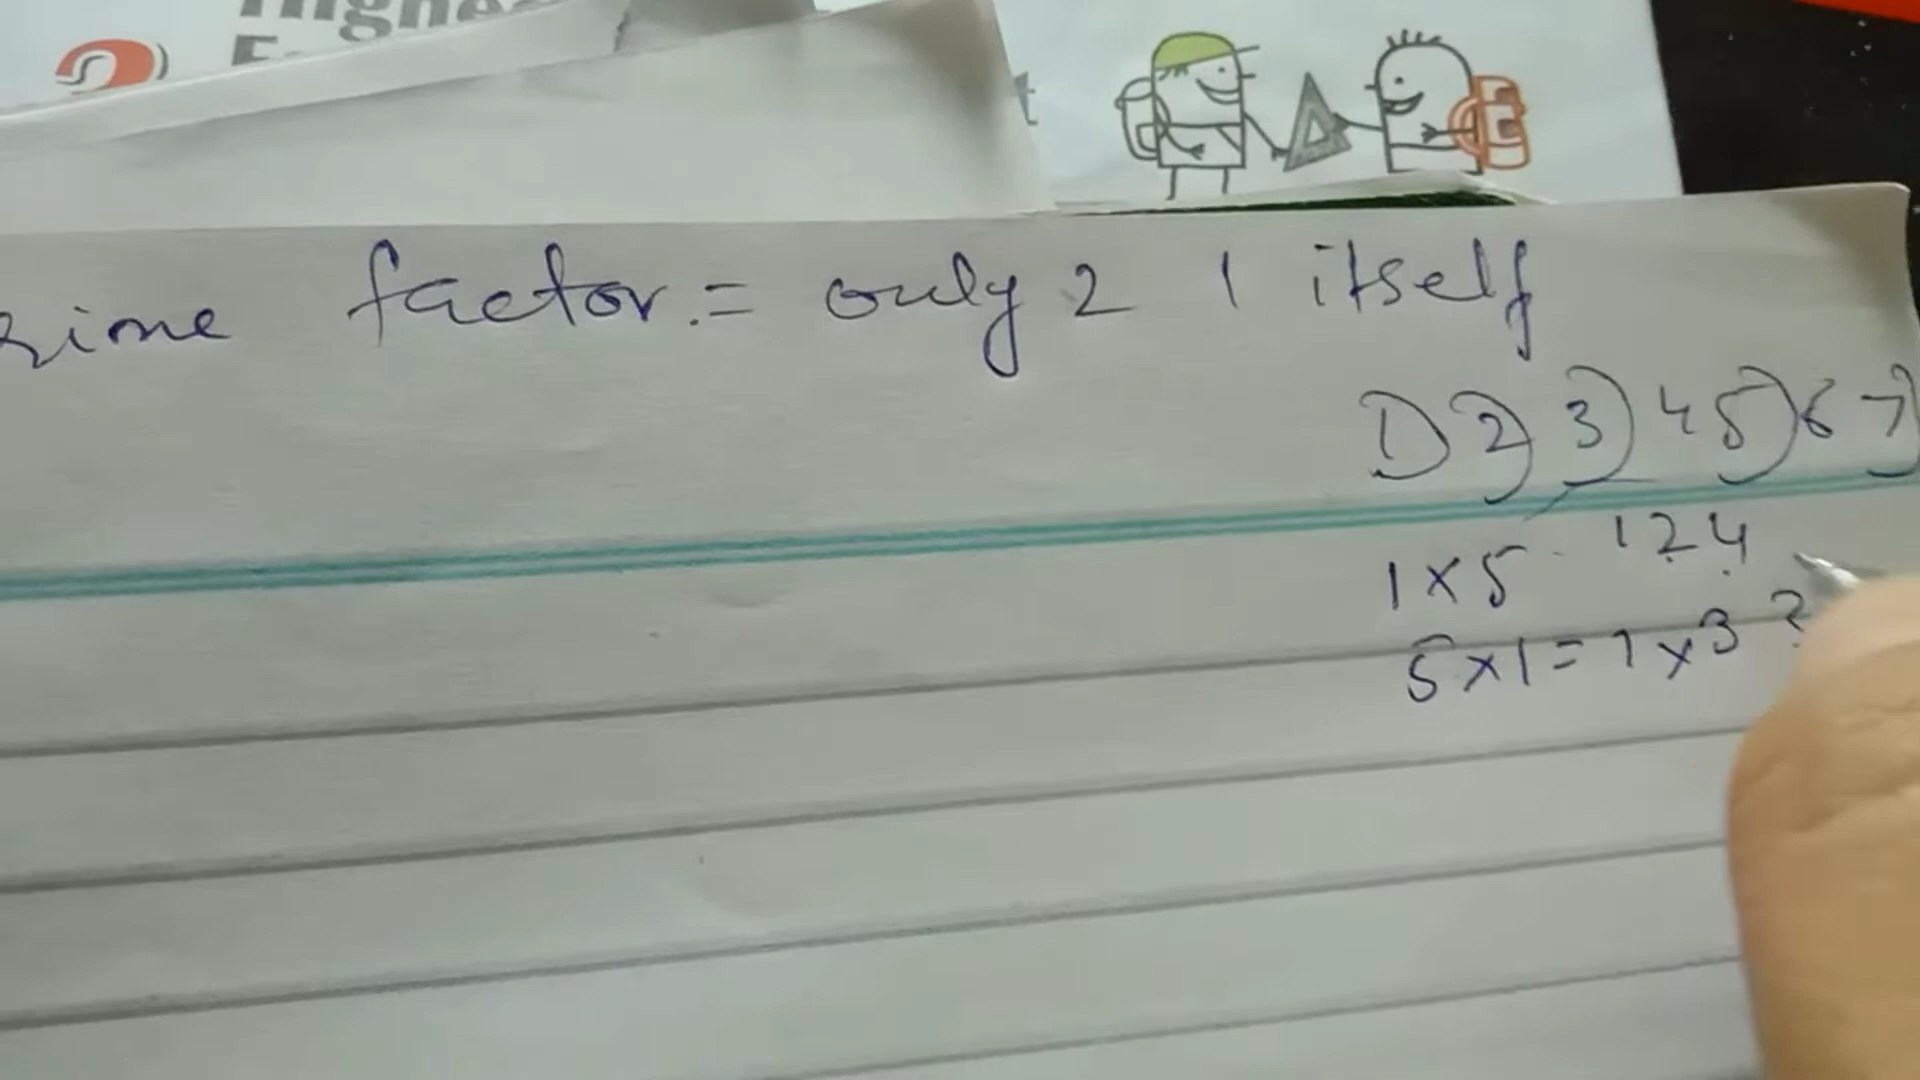 rime factor. = only 2 1 itself
1) 2) 3) 4 5) 6 7)
1 x 5 1 2 4
5 x 1 = 1 x 3 3